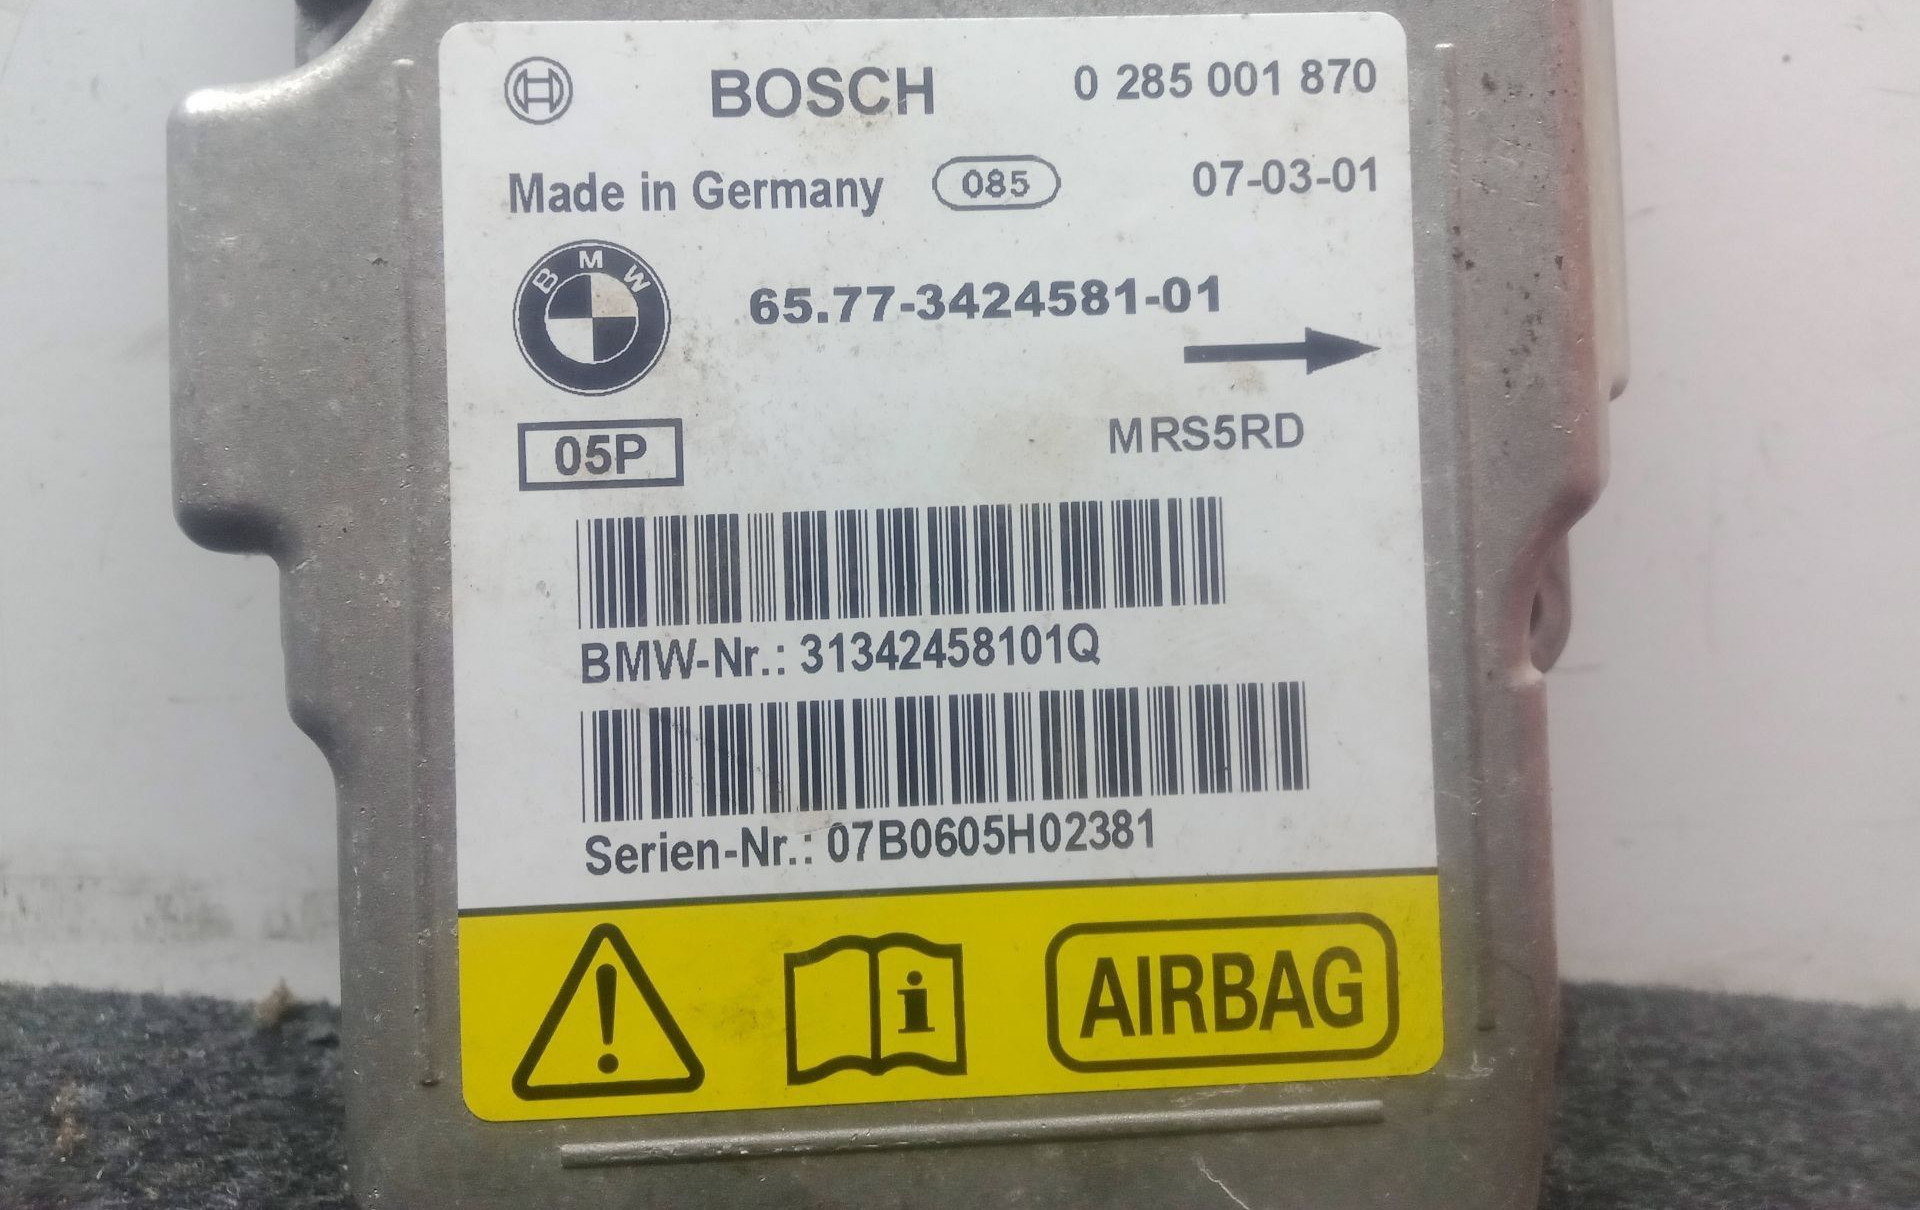 BOSCH 0 285 001 870
Made in Germany 085 07-03-01
BMW
65.77-3424581-01
05P MRS5RD
BMW-Nr.: 31342458101Q
Serien-Nr.: 07B0605H02381
! i AIRBAG